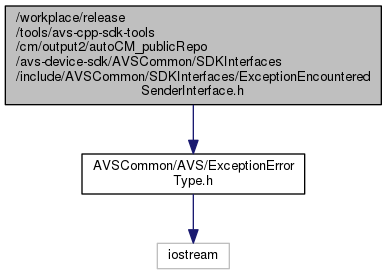 /workplace/release
/tools/avs-cpp-sdk-tools
/cm/output2/autoCM_publicRepo
/avs-device-sdk/AVSCommon/SDKInterfaces
/include/AVSCommon/SDKInterfaces/ExceptionEncountered
SenderInterface.h
AVSCommon/AVS/ExceptionError
Type.h
iostream